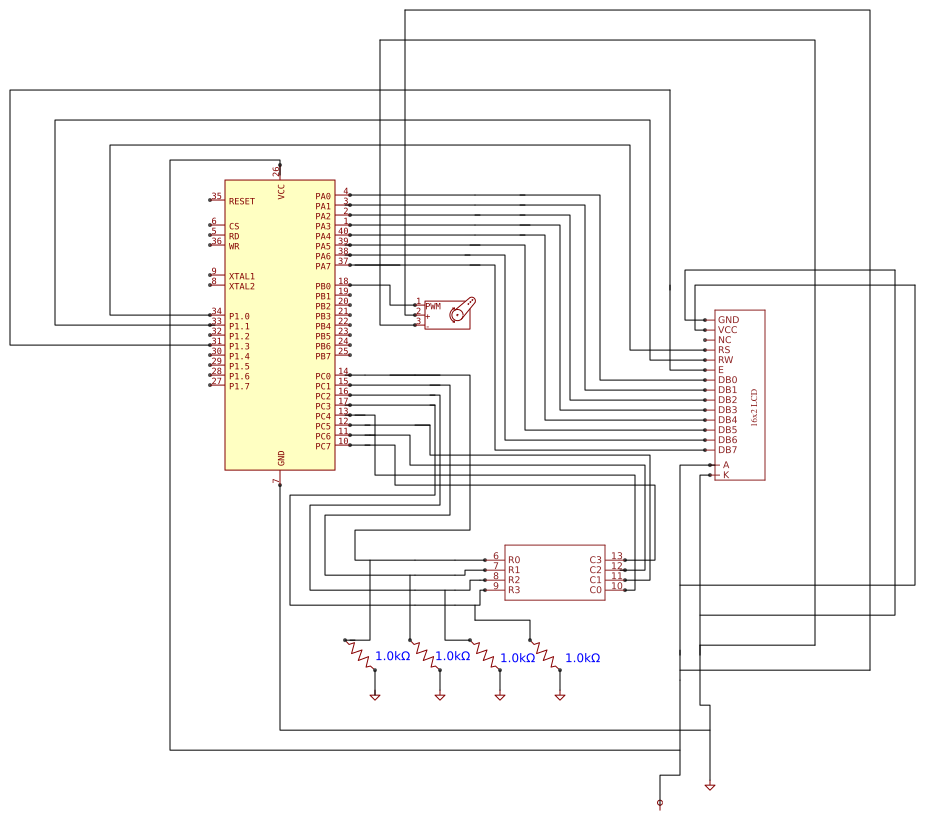 26
VCC
35 RESET
6 CS
5 RD
36 WR
9 XTAL1
8 XTAL2
34 P1.0
33 P1.1
32 P1.2
31 P1.3
30 P1.4
29 P1.5
28 P1.6
27 P1.7
PA0 4
PA1 3
PA2 2
PA3 1
PA4 40
PA5 39
PA6 38
PA7 37
PB0 18
PB1 19
PB2 20
PB3 21
PB4 22
PB5 23
PB6 24
PB7 25
PC0 14
PC1 15
PC2 16
PC3 17
PC4 13
PC5 12
PC6 11
PC7 10
GND
7
1 PWM
2 +
3 -
GND
VCC
NC
RS
RW
E
DB0
DB1
DB2
DB3
DB4
DB5
DB6
DB7
A
K
16x2 LCD
6 R0
7 R1
8 R2
9 R3
C3 13
C2 12
C1 11
C0 10
1.0kΩ
1.0kΩ
1.0kΩ
1.0kΩ